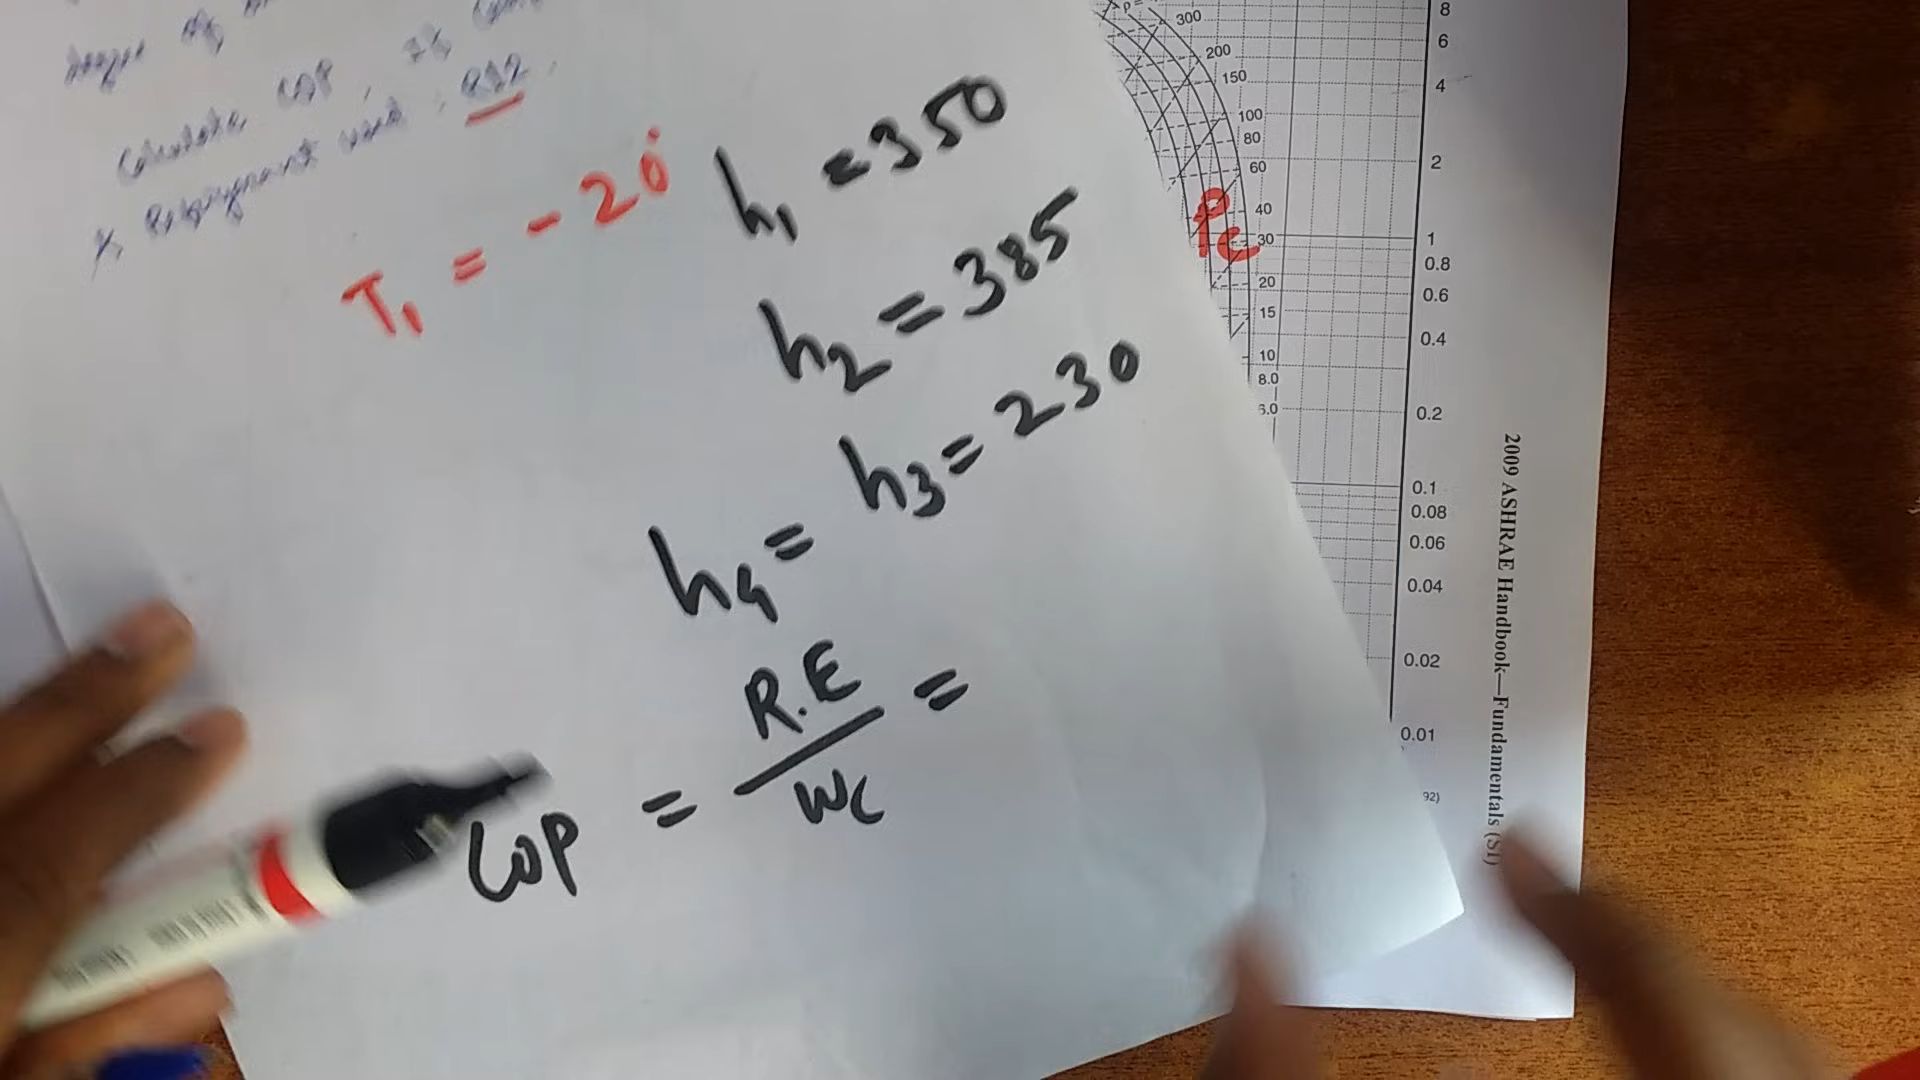 Calculate COP,
Refrigerant used :
T₁ = - 20°
h₁ = 350
h₂ = 385
h₃ = 230
h₄ =
COP = R.E / Wc =
Pc
300
200
150
100
80
60
40
30
20
15
10
8.0
6.0
8
6
4
2
1
0.8
0.6
0.4
0.2
0.1
0.08
0.06
0.04
0.02
0.01
92)
2009 ASHRAE Handbook—Fundamentals (SI)